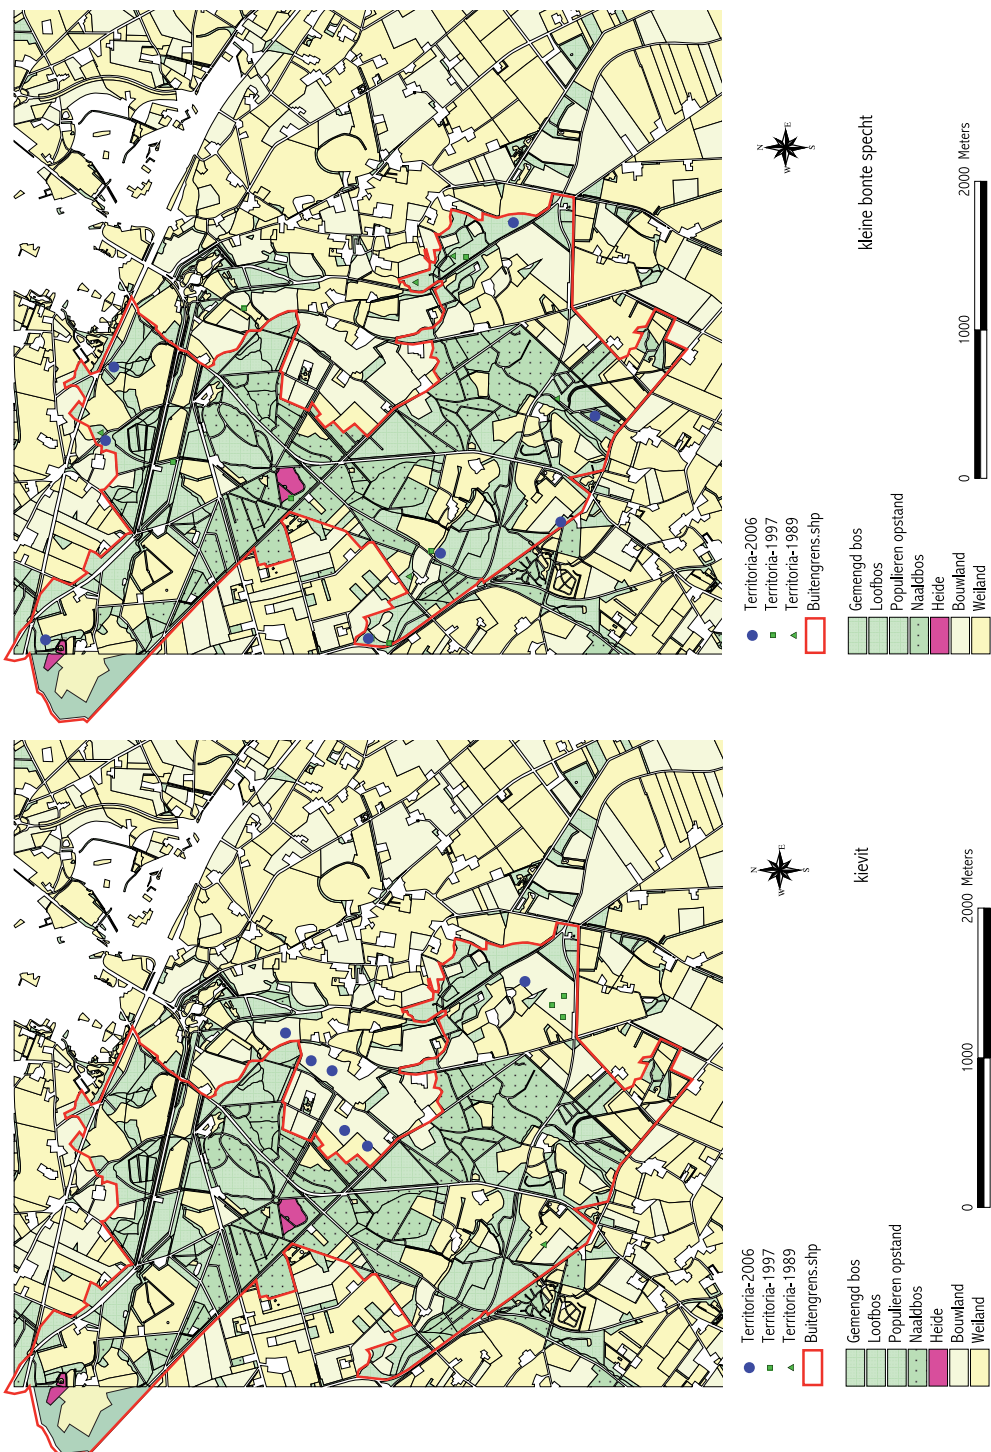 N
E
S
W
kleine bonte specht
0
1000
2000 Meters
Territoria-2006
Territoria-1997
Territoria-1989
Buitengrens.shp
Gemengd bos
Loofbos
Populieren opstand
Naaldbos
Heide
Bouwland
Weiland
N
E
S
W
kievit
0
1000
2000 Meters
Territoria-2006
Territoria-1997
Territoria-1989
Buitengrens.shp
Gemengd bos
Loofbos
Populieren opstand
Naaldbos
Heide
Bouwland
Weiland